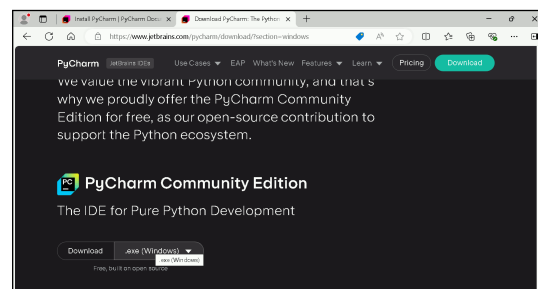 Install PyCharm | PyCharm Docu
Download PyCharm: The Python
https://www.jetbrains.com/pycharm/download/?section=windows
PyCharm JetBrains IDEs Use Cases EAP What's New Features Learn Pricing Download
We value the vibrant Python community, and that's
why we proudly offer the PyCharm Community
Edition for free, as our open-source contribution to
support the Python ecosystem.
PC PyCharm Community Edition
The IDE for Pure Python Development
Download .exe (Windows)
.exe (Windows)
Free, built on open source